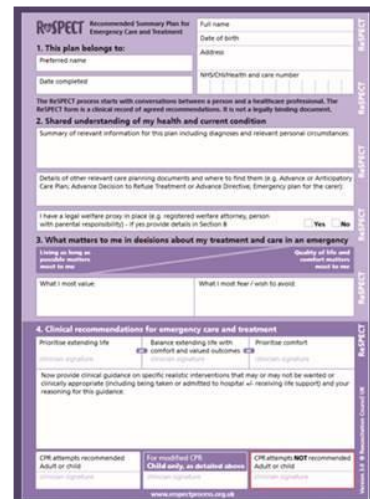 ReSPECT Recommended Summary Plan for
Emergency Care and Treatment
Full name
Date of birth
Address
1. This plan belongs to:
Preferred name
Date completed
NHS/CHI/Health and care number
The ReSPECT process starts with conversations between a person and a healthcare professional. The
ReSPECT form is a clinical record of agreed recommendations. It is not a legally binding document.
2. Shared understanding of my health and current condition
Summary of relevant information for this plan including diagnoses and relevant personal circumstances:
Details of other relevant care planning documents and where to find them (e.g. Advance or Anticipatory
Care Plan; Advance Decision to Refuse Treatment or Advance Directive; Emergency plan for the carer):
I have a legal welfare proxy in place (e.g. registered
welfare attorney, person
with parental responsibility) - if yes provide details in Section 8
Yes No
3. What matters to me in decisions about my treatment and care in an emergency
Living as long as
possible matters
most to me
Quality of life and
comfort matters
most to me
What I most value:
What I most fear / wish to avoid:
4. Clinical recommendations for emergency care and treatment
Prioritise extending life
clinician signature
Balance extending life with
comfort and valued outcomes
clinician signature
Prioritise comfort
clinician signature
Now provide clinical guidance on specific realistic interventions that may or may not be wanted or
clinically appropriate (including being taken or admitted to hospital +/- receiving life support) and your
reasoning for this guidance:
CPR attempts recommended
Adult or child
clinician signature
For modified CPR
Child only, as detailed above
clinician signature
CPR attempts NOT recommended
Adult or child
clinician signature
www.respectprocess.org.uk
ReSPECT
ReSPECT
ReSPECT
ReSPECT
Version 3.0 © Resuscitation Council UK